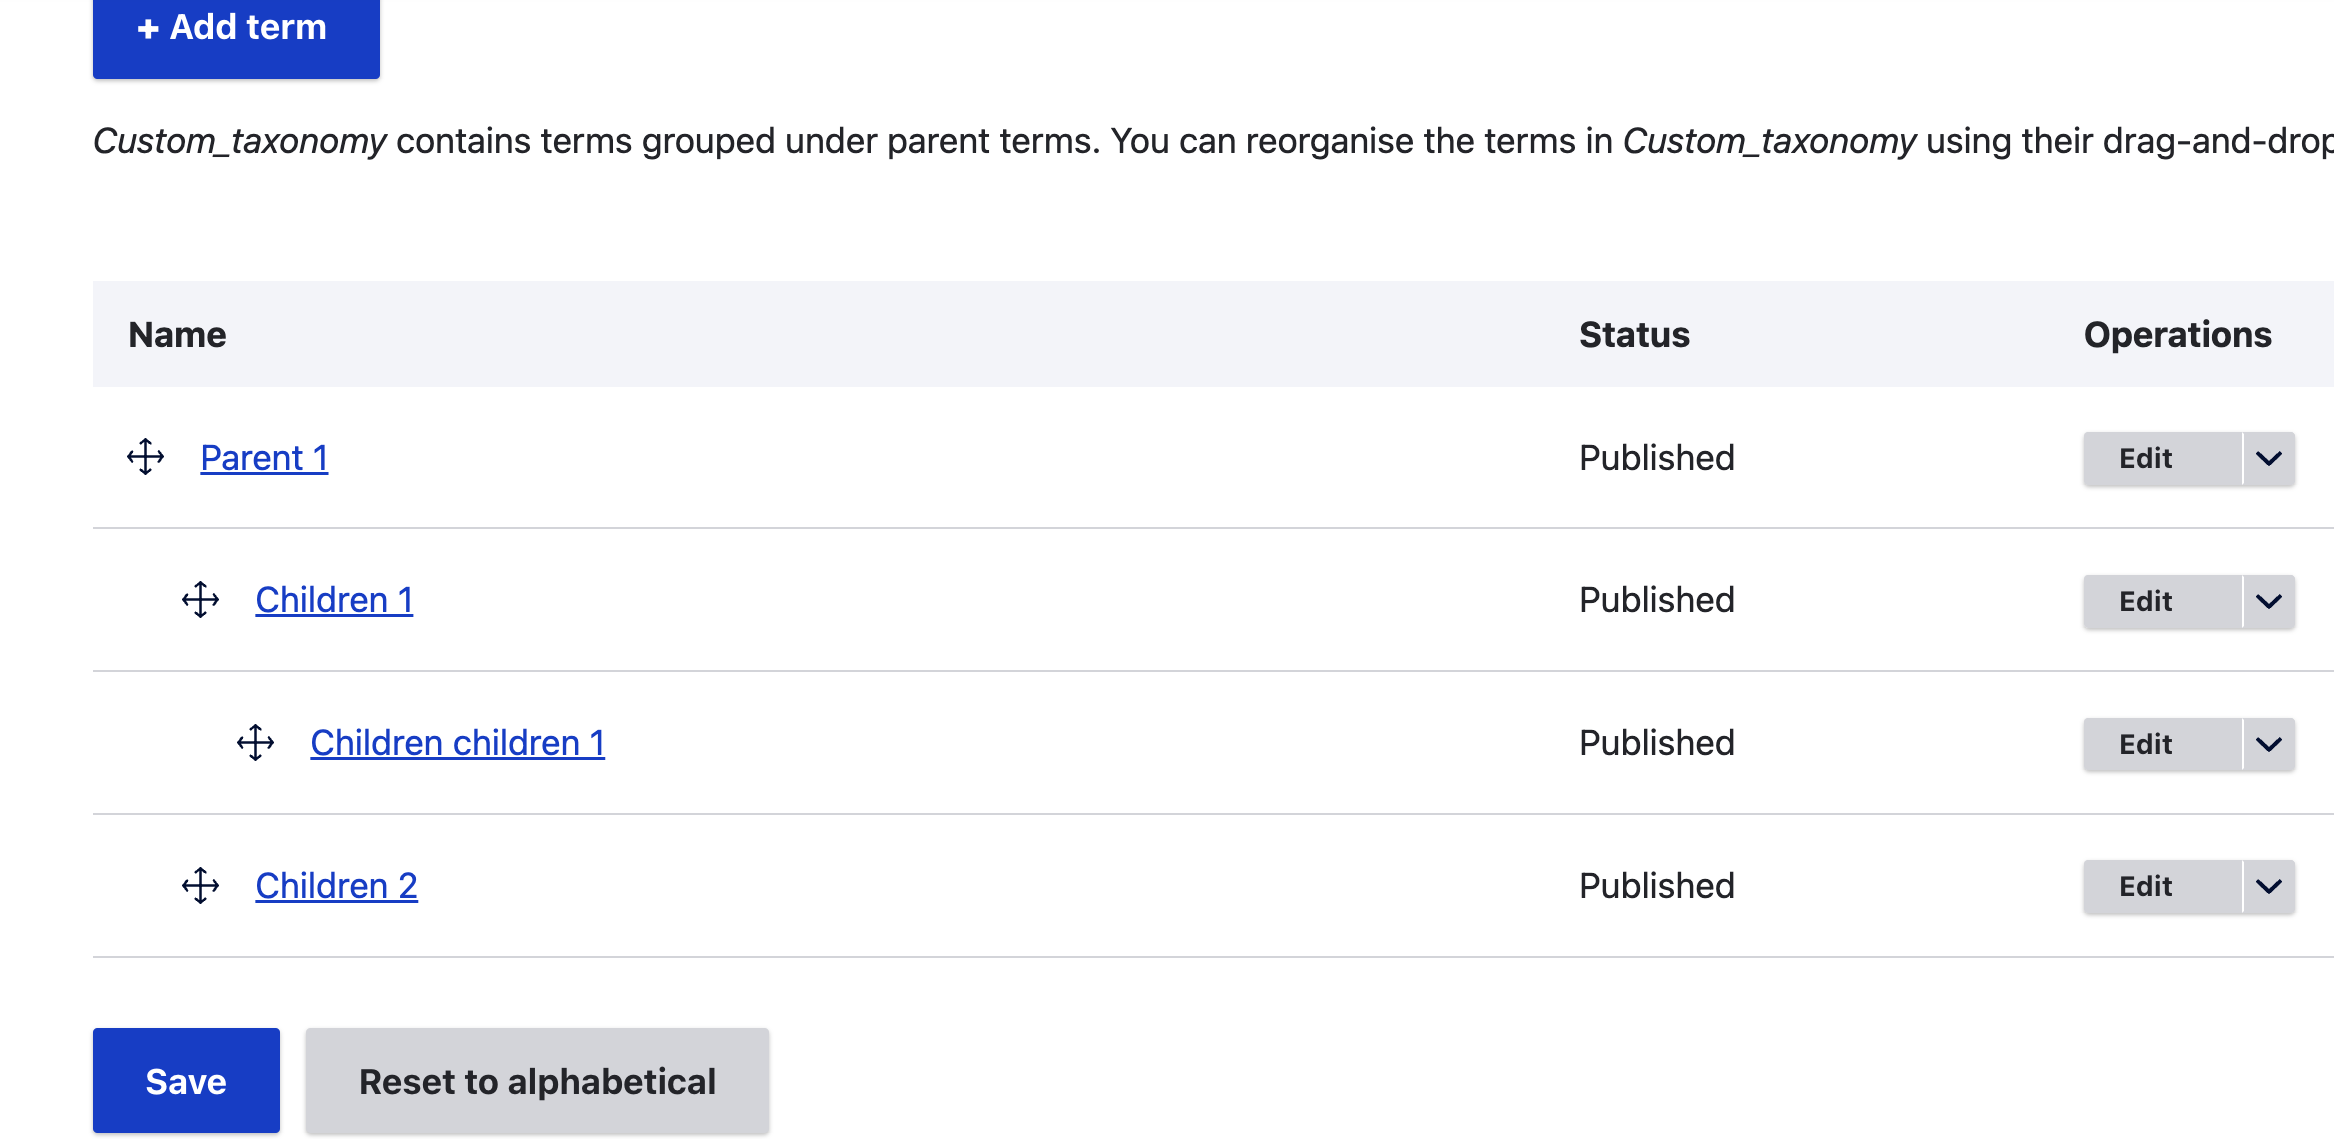 + Add term
Custom_taxonomy contains terms grouped under parent terms. You can reorganise the terms in Custom_taxonomy using their drag-and-drop
Name Status Operations
Parent 1 Published Edit
Children 1 Published Edit
Children children 1 Published Edit
Children 2 Published Edit
Save Reset to alphabetical